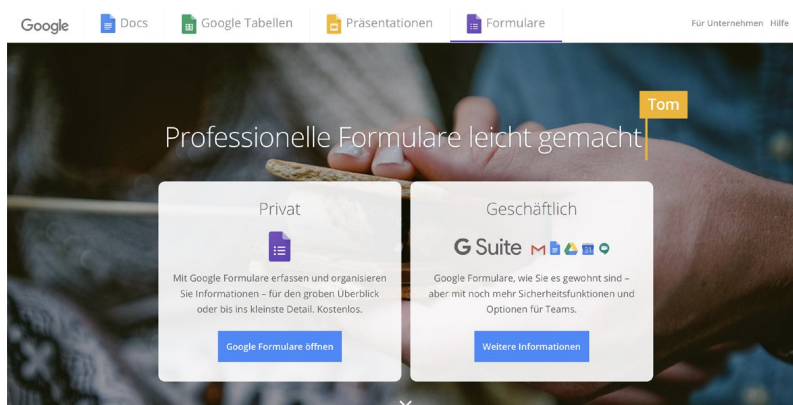 Google
Docs
Google Tabellen
Präsentationen
Formulare
Für Unternehmen
Hilfe
Tom
Professionelle Formulare leicht gemacht
Privat
Mit Google Formulare erfassen und organisieren
Sie Informationen – für den groben Überblick
oder bis ins kleinste Detail. Kostenlos.
Google Formulare öffnen
Geschäftlich
G Suite
31
Google Formulare, wie Sie es gewohnt sind –
aber mit noch mehr Sicherheitsfunktionen und
Optionen für Teams.
Weitere Informationen